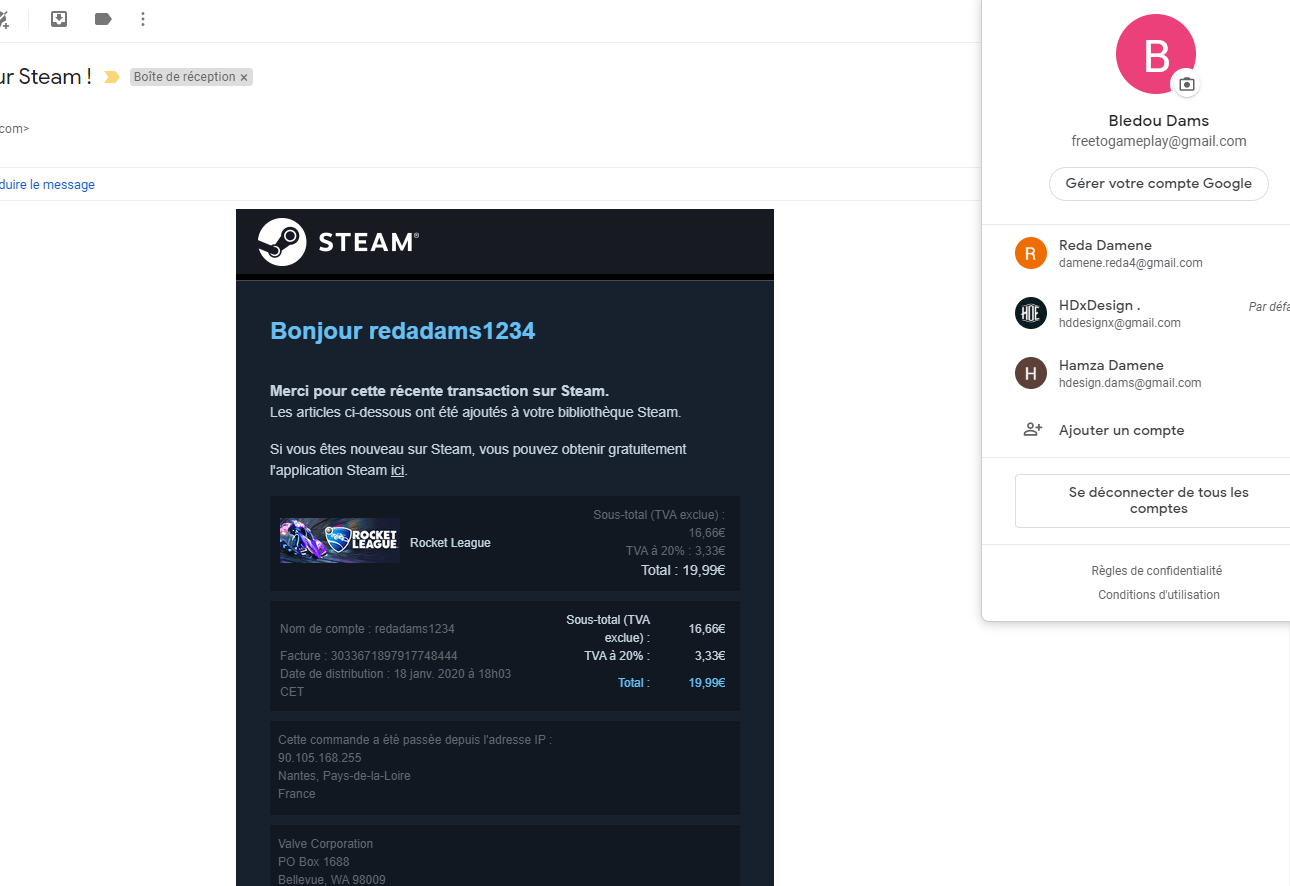 ur Steam !
Boîte de réception ×
com>
duire le message
STEAM®
Bonjour redadams1234
Merci pour cette récente transaction sur Steam.
Les articles ci-dessous ont été ajoutés à votre bibliothèque Steam.
Si vous êtes nouveau sur Steam, vous pouvez obtenir gratuitement
l'application Steam ici.
ROCKET
LEAGUE
Rocket League
Sous-total (TVA exclue) :
16,66€
TVA à 20% : 3,33€
Total : 19,99€
Nom de compte : redadams1234
Facture : 3033671897917748444
Date de distribution : 18 janv. 2020 à 18h03
CET
Sous-total (TVA
exclue) :
16,66€
TVA à 20% :
3,33€
Total :
19,99€
Cette commande a étè passèe depuis l'adresse IP :
90.105.168.255
Nantes, Pays-de-la-Loire
France
Valve Corporation
PO Box 1688
Bellevue, WA 98009
B
Bledou Dams
freetogameplay@gmail.com
Gérer votre compte Google
R
Reda Damene
damene.reda4@gmail.com
HDE
HDxDesign .
hddesignx@gmail.com
Par défa
H
Hamza Damene
hdesign.dams@gmail.com
Ajouter un compte
Se déconnecter de tous les
comptes
Règles de confidentialité
Conditions d'utilisation